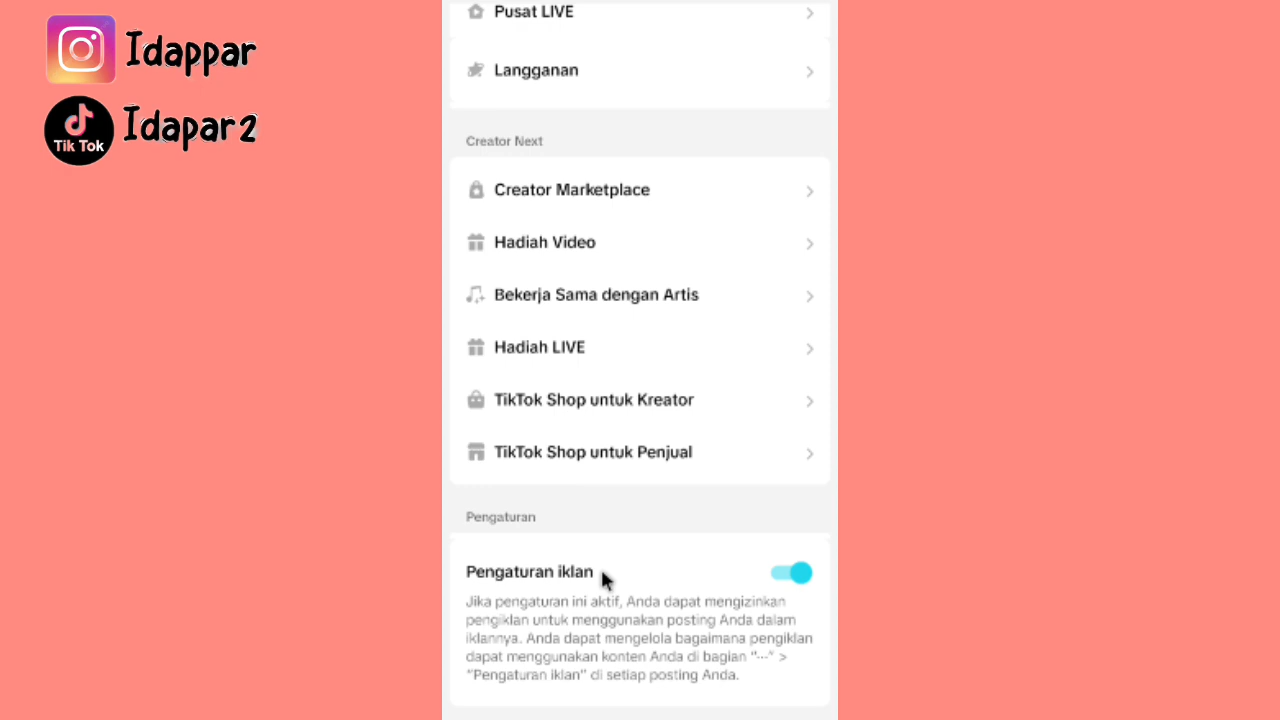 Idappar
Tik Tok
Idapar2
Pusat LIVE
Langganan
Creator Next
Creator Marketplace
Hadiah Video
Bekerja Sama dengan Artis
Hadiah LIVE
TikTok Shop untuk Kreator
TikTok Shop untuk Penjual
Pengaturan
Pengaturan iklan
Jika pengaturan ini aktif, Anda dapat mengizinkan
pengiklan untuk menggunakan posting Anda dalam
iklannya. Anda dapat mengelola bagaimana pengiklan
dapat menggunakan konten Anda di bagian "···" >
"Pengaturan iklan" di setiap posting Anda.